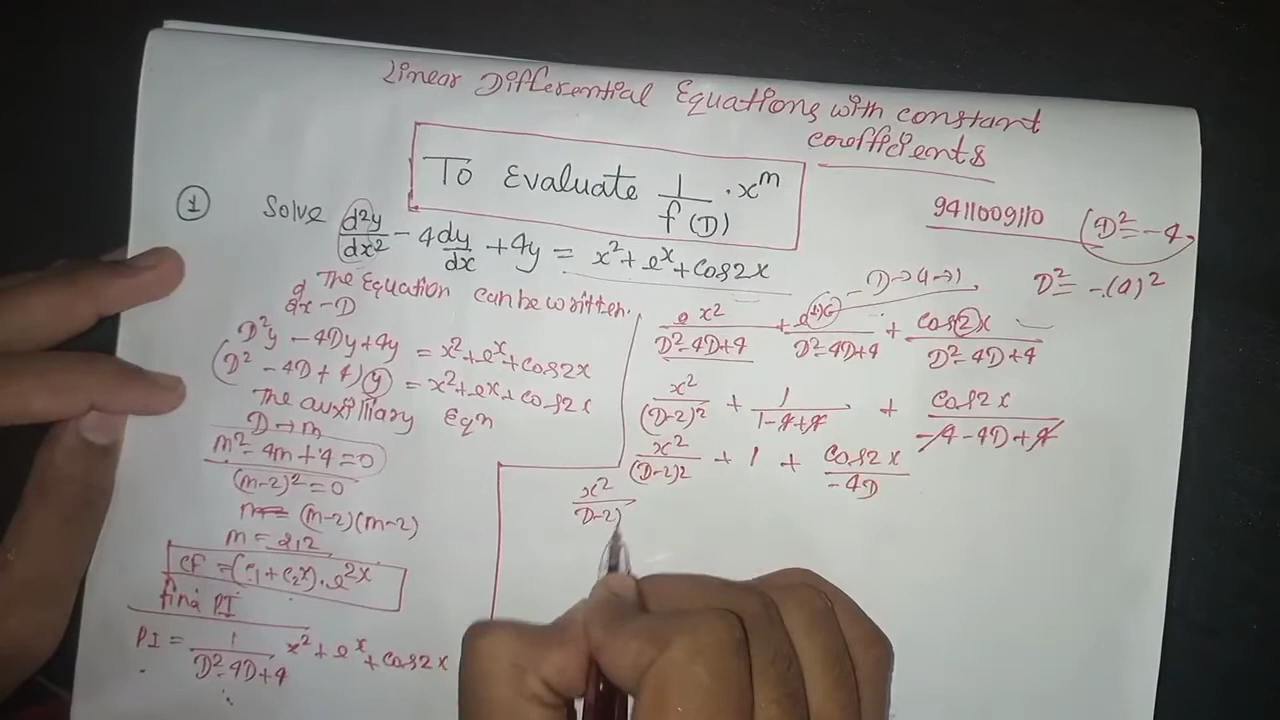 Linear Differential Equations with constant
coefficients
To Evaluate 1/f(D) · x^m
9411009110 (D² = -4)
① Solve d²y/dx² - 4dy/dx + 4y = x² + e^x + cos2x
D² = -(a)²
The Equation can be written.
d/dx - D
D²y - 4Dy + 4y = x² + e^x + cos2x
(D² - 4D + 4)y = x² + e^x + cos2x
The auxiliary Eqn
D → m
m² - 4m + 4 = 0
(m-2)² = 0
(m-2)(m-2)
m = 2,2
CF = (c₁ + c₂x).e^2x
find PI
PI = 1/D²-4D+4 x² + e^x + cos2x
D → a → 1
x²/D²-4D+4 + e^(1)x/D²-4D+4 + cos2x/D²-4D+4
x²/(D-2)² + 1/1-4+4 + cos2x/-4-4D+4
x²/(D-2)² + 1 + cos2x/-4D
x²/(D-2)